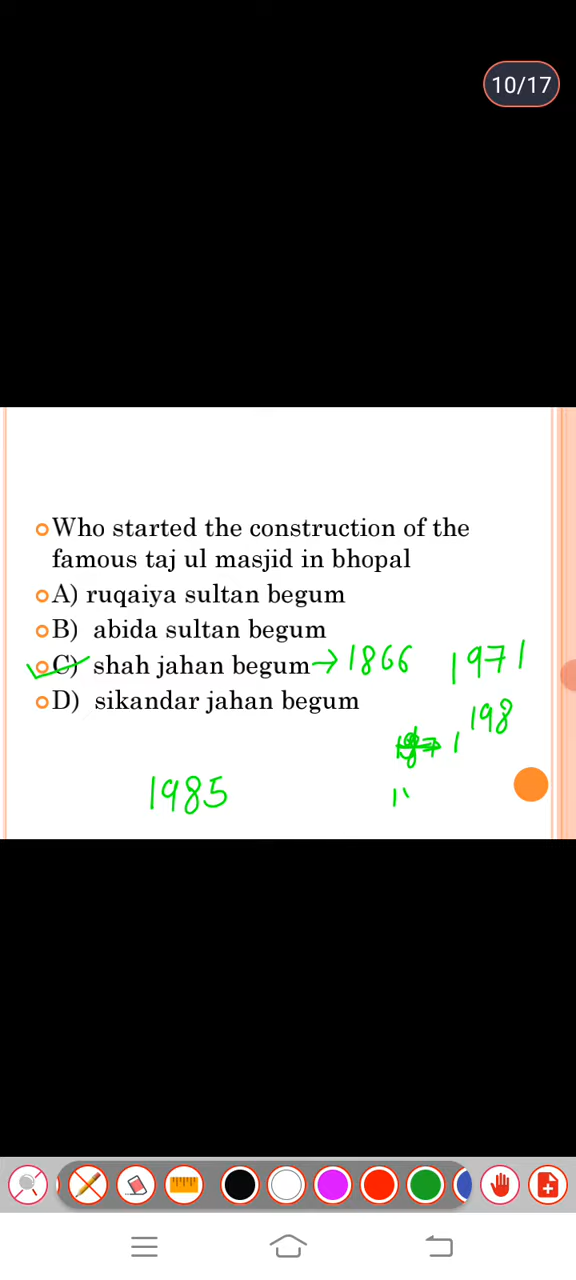 10/17
Who started the construction of the
famous taj ul masjid in bhopal
A) ruqaiya sultan begum
B) abida sultan begum
C) shah jahan begum → 1866 1971
D) sikandar jahan begum
198
1985